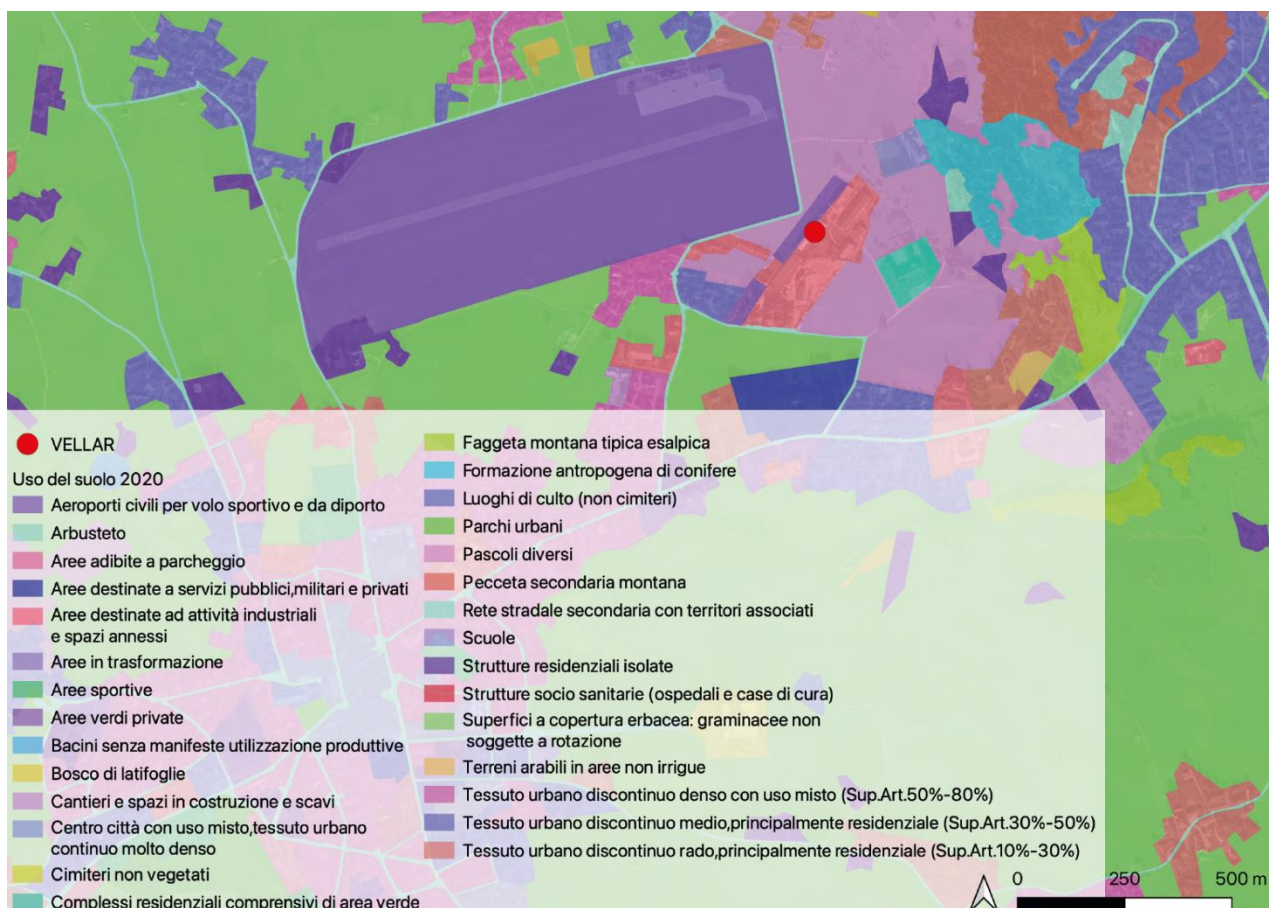 VELLAR
Uso del suolo 2020
Aeroporti civili per volo sportivo e da diporto
Arbusteto
Aree adibite a parcheggio
Aree destinate a servizi pubblici,militari e privati
Aree destinate ad attività industriali
e spazi annessi
Aree in trasformazione
Aree sportive
Aree verdi private
Bacini senza manifeste utilizzazione produttive
Bosco di latifoglie
Cantieri e spazi in costruzione e scavi
Centro città con uso misto,tessuto urbano
continuo molto denso
Cimiteri non vegetati
Complessi residenziali comprensivi di area verde
Faggeta montana tipica esalpica
Formazione antropogena di conifere
Luoghi di culto (non cimiteri)
Parchi urbani
Pascoli diversi
Pecceta secondaria montana
Rete stradale secondaria con territori associati
Scuole
Strutture residenziali isolate
Strutture socio sanitarie (ospedali e case di cura)
Superfici a copertura erbacea: graminacee non
soggette a rotazione
Terreni arabili in aree non irrigue
Tessuto urbano discontinuo denso con uso misto (Sup.Art.50%-80%)
Tessuto urbano discontinuo medio,principalmente residenziale (Sup.Art.30%-50%)
Tessuto urbano discontinuo rado,principalmente residenziale (Sup.Art.10%-30%)
0 250 500 m